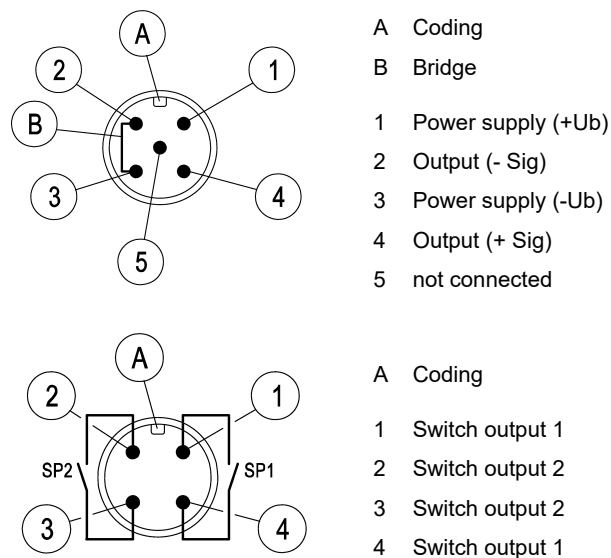 A
2
1
B
3
4
5
A Coding
B Bridge
1 Power supply (+Ub)
2 Output (- Sig)
3 Power supply (-Ub)
4 Output (+ Sig)
5 not connected
A
2
1
SP2
SP1
3
4
A Coding
1 Switch output 1
2 Switch output 2
3 Switch output 2
4 Switch output 1